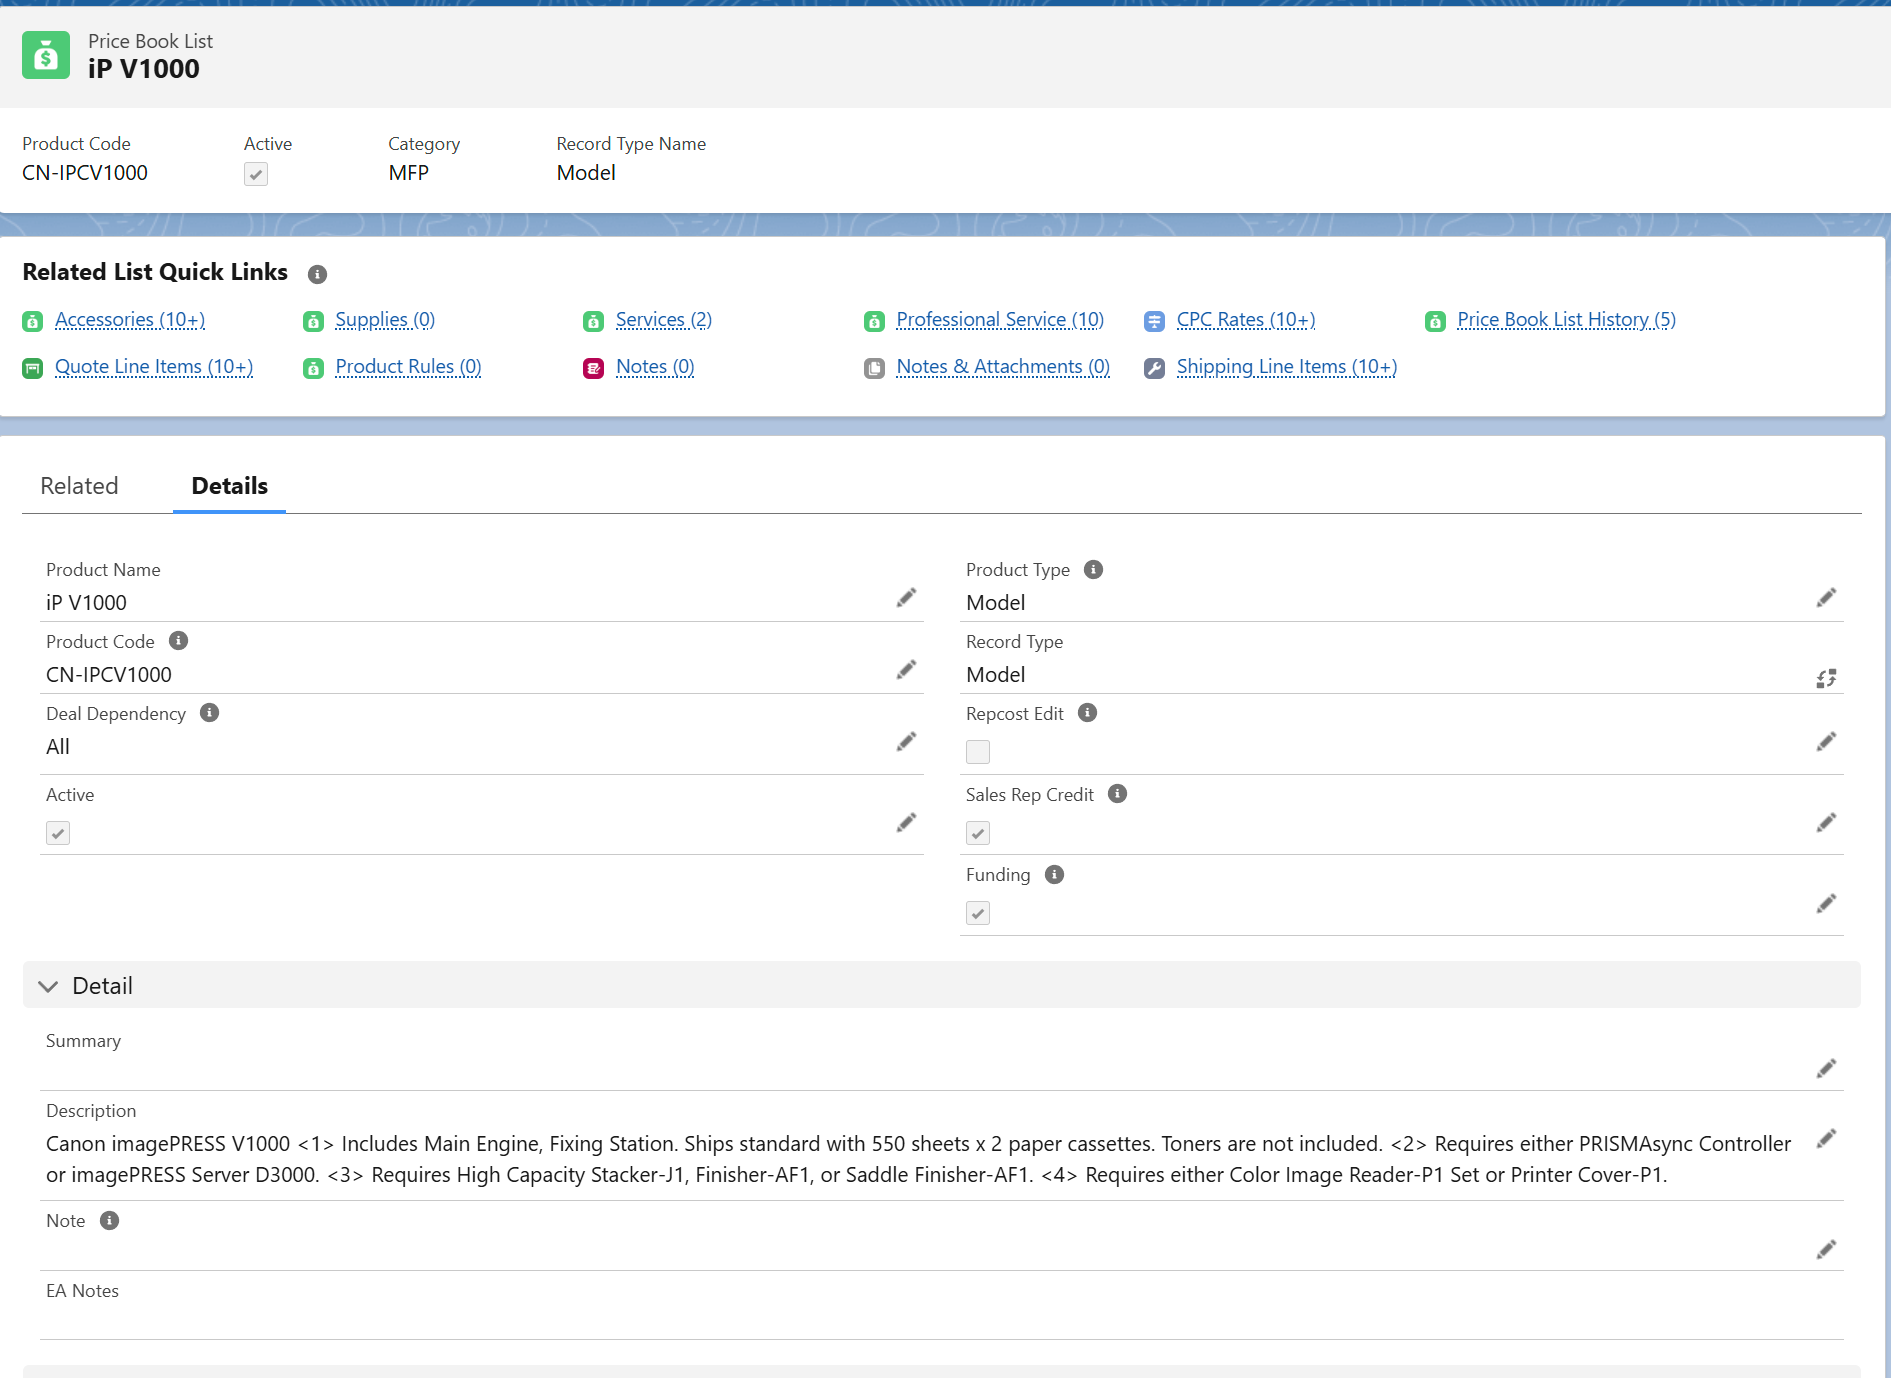 Price Book List
iP V1000
Product Code
Active
Category
Record Type Name
CN-IPCV1000
MFP
Model
Related List Quick Links
Accessories (10+)
Supplies (0)
Services (2)
Professional Service (10)
CPC Rates (10+)
Price Book List History (5)
Quote Line Items (10+)
Product Rules (0)
Notes (0)
Notes & Attachments (0)
Shipping Line Items (10+)
Related
Details
Product Name
iP V1000
Product Type
Model
Product Code
CN-IPCV1000
Record Type
Model
Deal Dependency
All
Repcost Edit
Active
Sales Rep Credit
Funding
Detail
Summary
Description
Canon imagePRESS V1000 <1> Includes Main Engine, Fixing Station. Ships standard with 550 sheets x 2 paper cassettes. Toners are not included. <2> Requires either PRISMAsync Controller
or imagePRESS Server D3000. <3> Requires High Capacity Stacker-J1, Finisher-AF1, or Saddle Finisher-AF1. <4> Requires either Color Image Reader-P1 Set or Printer Cover-P1.
Note
EA Notes